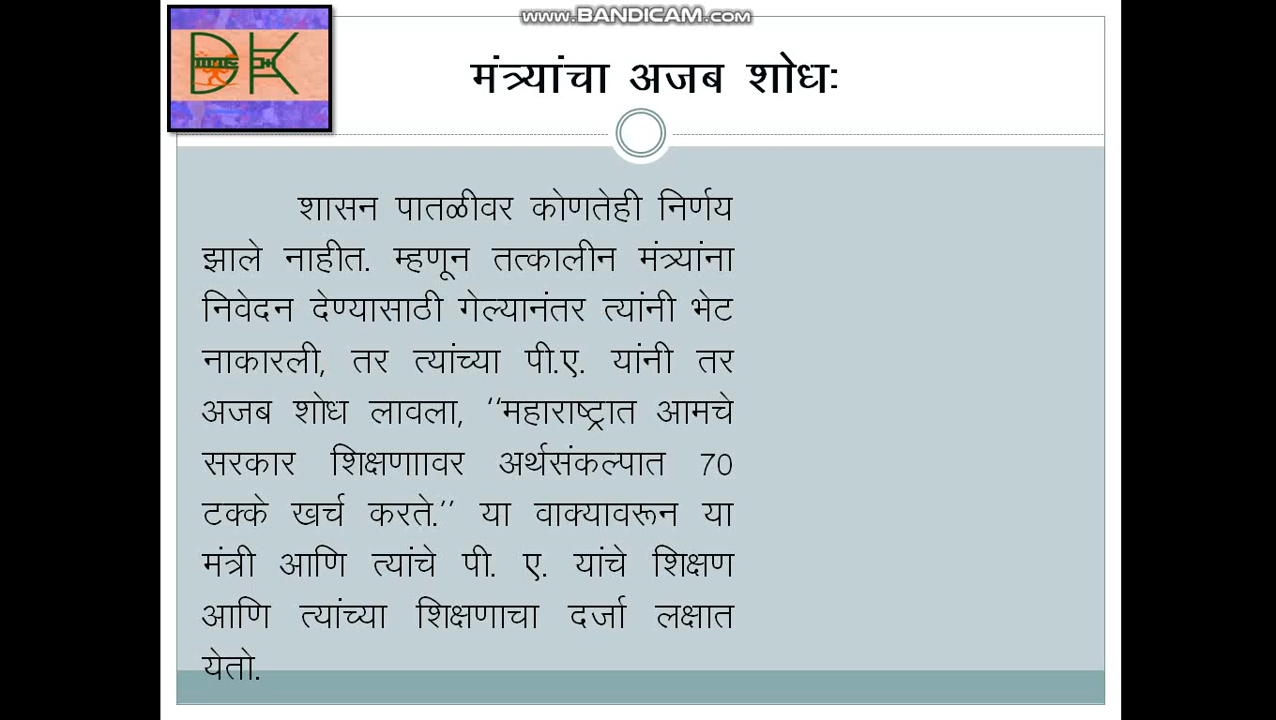 www.BANDICAM.com
DK
मंत्र्यांचा अजब शोधः
शासन पातळीवर कोणतेही निर्णय
झाले नाहीत. म्हणून तत्कालीन मंत्र्यांना
निवेदन देण्यासाठी गेल्यानंतर त्यांनी भेट
नाकारली, तर त्यांच्या पी.ए. यांनी तर
अजब शोध लावला, ‘‘महाराष्ट्रात आमचे
सरकार शिक्षणाावर अर्थसंकल्पात 70
टक्के खर्च करते.’’ या वाक्यावरून या
मंत्री आणि त्यांचे पी. ए. यांचे शिक्षण
आणि त्यांच्या शिक्षणाचा दर्जा लक्षात
येतो.